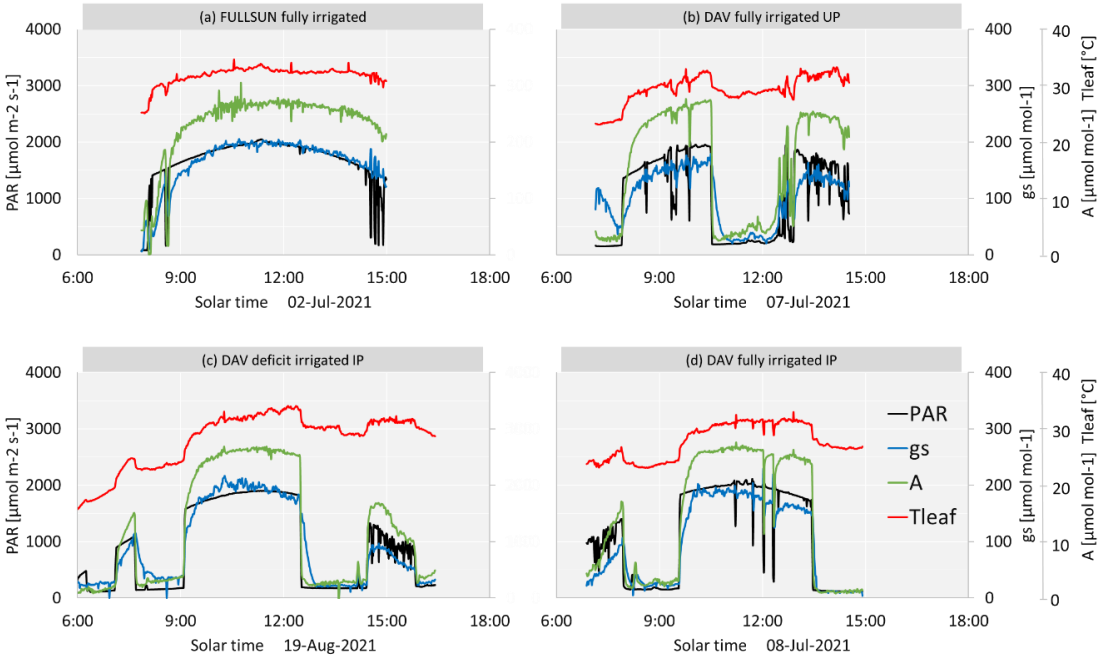 (a) FULLSUN fully irrigated
(b) DAV fully irrigated UP
PAR [µmol m-2 s-1]
4000
3000
2000
1000
0
6:00 9:00 12:00 15:00 18:00
Solar time 02-Jul-2021
6:00 9:00 12:00 15:00 18:00
Solar time 07-Jul-2021
400
300
200
100
0
gs [µmol mol-1]
40
30
20
10
0
A [µmol mol-1] Tleaf [°C]
(c) DAV deficit irrigated IP
(d) DAV fully irrigated IP
PAR [µmol m-2 s-1]
4000
3000
2000
1000
0
6:00 9:00 12:00 15:00 18:00
Solar time 19-Aug-2021
PAR
gs
A
Tleaf
6:00 9:00 12:00 15:00 18:00
Solar time 08-Jul-2021
400
300
200
100
0
gs [µmol mol-1]
40
30
20
10
0
A [µmol mol-1] Tleaf [°C]